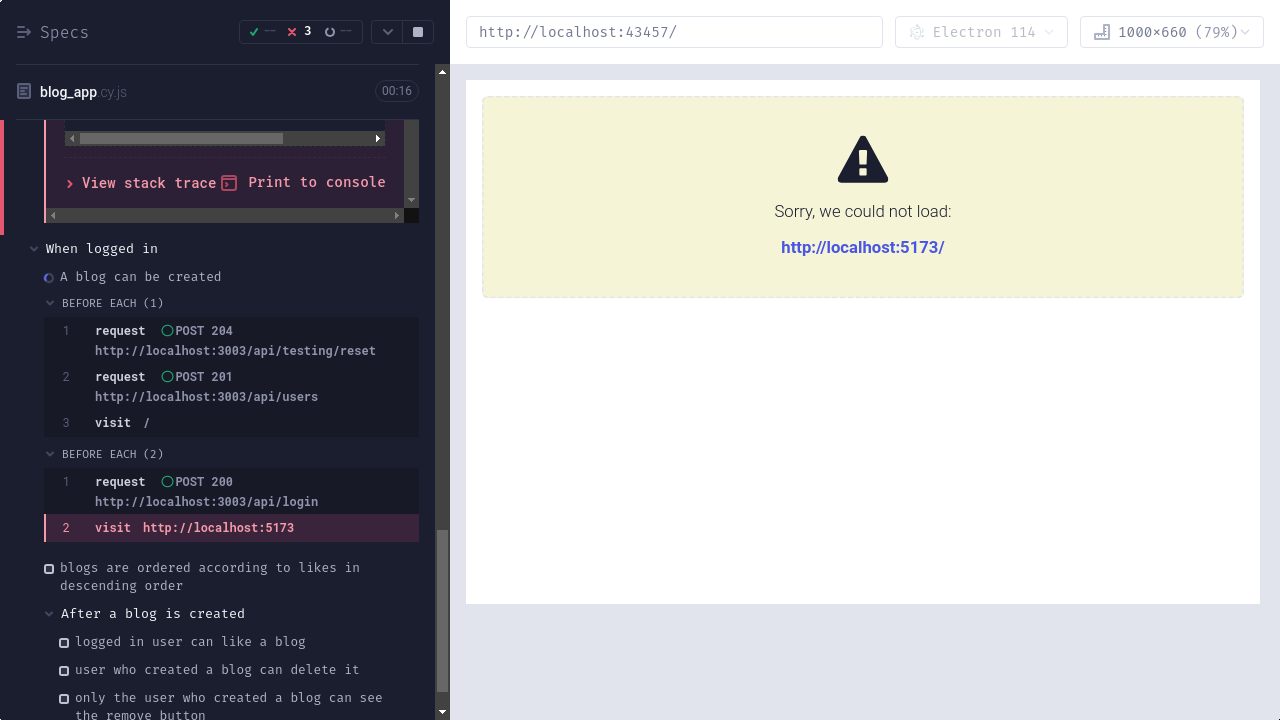 Specs
-- 3 --
http://localhost:43457/
Electron 114
1000×660 (79%)
blog_app.cy.js
00:16
View stack trace
Print to console
When logged in
A blog can be created
BEFORE EACH (1)
1 request POST 204
http://localhost:3003/api/testing/reset
2 request POST 201
http://localhost:3003/api/users
3 visit /
BEFORE EACH (2)
1 request POST 200
http://localhost:3003/api/login
2 visit http://localhost:5173
blogs are ordered according to likes in
descending order
After a blog is created
logged in user can like a blog
user who created a blog can delete it
only the user who created a blog can see
the remove button
Sorry, we could not load:
http://localhost:5173/